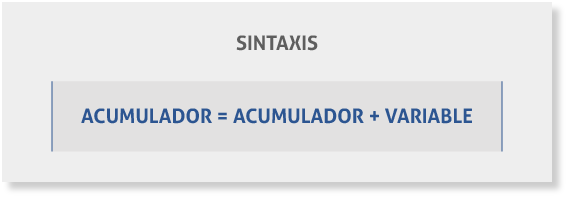 SINTAXIS
ACUMULADOR = ACUMULADOR + VARIABLE